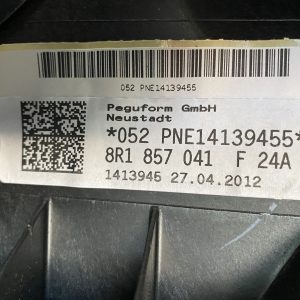 052 PNE14139455
Peguform GmbH
Neustadt
*052 PNE14139455*
8R1 857 041 F 24A
1413945 27.04.2012